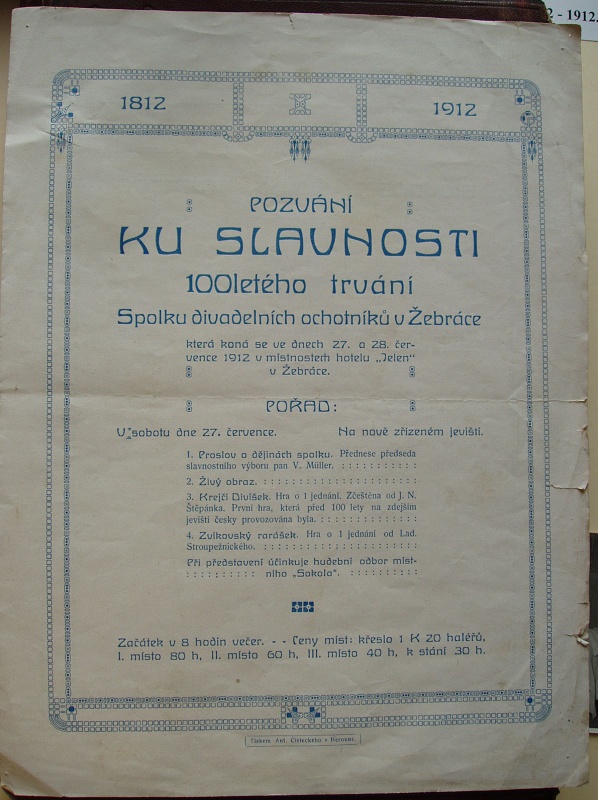 2 - 1912.
1812
1912
POZVÁNÍ
KU SLAVNOSTI
100letého trvání
Spolku divadelních ochotníků v Žebráce
která koná se ve dnech 27. a 28. čer-
vence 1912 v místnostech hotelu „Jelen“
v Žebráce.
POŘAD:
V sobotu dne 27. července. Na nově zřízeném jevišti.
1. Proslov o dějinách spolku. Přednese předseda
slavnostního výboru pan V. Müller.
2. Živý obraz.
3. Krejčí Divíšek. Hra o 1 jednání. Zčeštěna od J. N.
Štěpánka. První hra, která před 100 lety na zdejším
jevišti česky provozována byla.
4. Zvíkovský rarášek. Hra o 1 jednání od Lad.
Stroupežnického.
Při představení účinkuje hudební odbor míst-
ního „Sokola“.
Začátek v 8 hodin večer. - - Ceny míst: křeslo 1 K 20 haléřů,
I. místo 80 h, II. místo 60 h, III. místo 40 h, k stání 30 h.
Tiskem Ant. v Berouně.